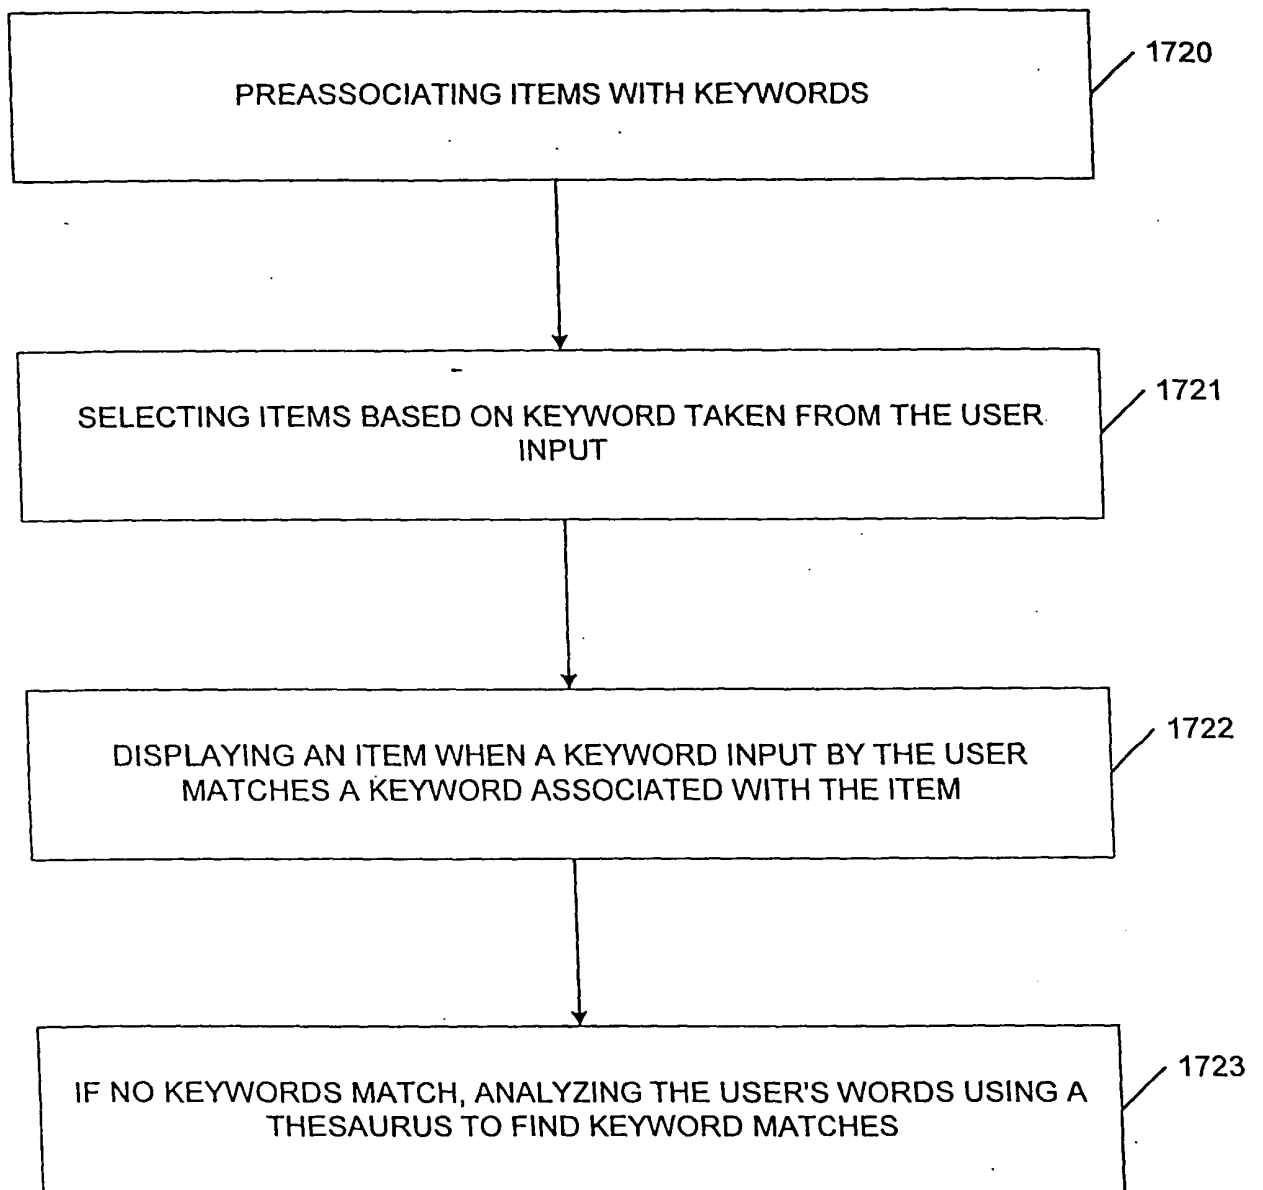 1720
PREASSOCIATING ITEMS WITH KEYWORDS
1721
SELECTING ITEMS BASED ON KEYWORD TAKEN FROM THE USER
INPUT
1722
DISPLAYING AN ITEM WHEN A KEYWORD INPUT BY THE USER
MATCHES A KEYWORD ASSOCIATED WITH THE ITEM
1723
IF NO KEYWORDS MATCH, ANALYZING THE USER'S WORDS USING A
THESAURUS TO FIND KEYWORD MATCHES